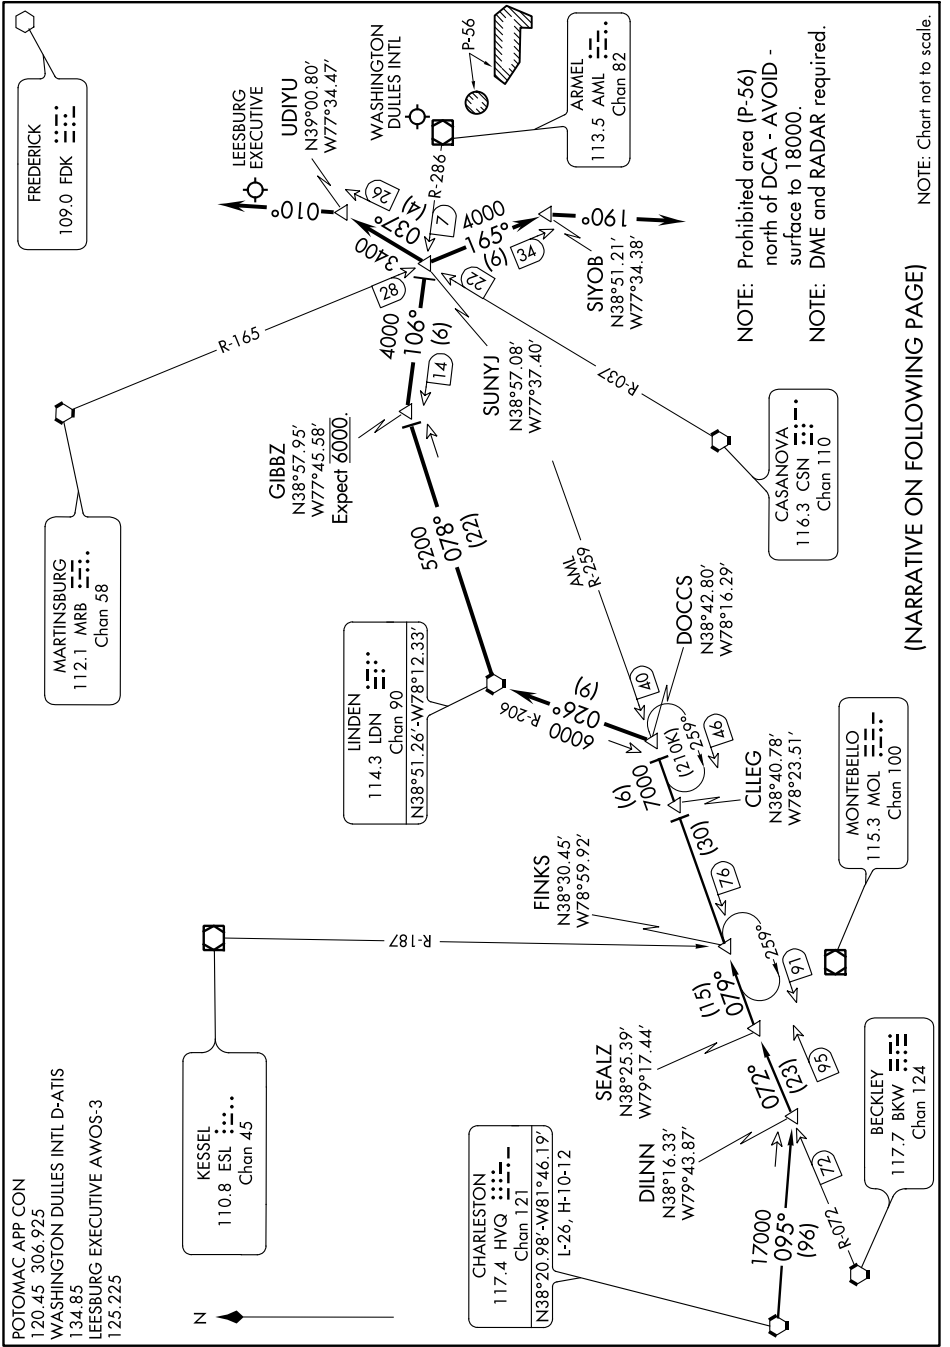 POTOMAC APP CON
120.45 306.925
WASHINGTON DULLES INTL D-ATIS
134.85
LEESBURG EXECUTIVE AWOS-3
125.225
N
KESSEL
110.8 ESL
Chan 45
MARTINSBURG
112.1 MRB
Chan 58
FREDERICK
109.0 FDK
LEESBURG
EXECUTIVE
UDIYU
N39°00.80'
W77°34.47'
WASHINGTON
DULLES INTL
P-56
ARMEL
113.5 AML
Chan 82
R-286
010°
26
(4)
037°
3400
7
4000
165°
(6)
34
190°
SIYOB
N38°51.21'
W77°34.38'
28
R-165
22
R-037
SUNYJ
N38°57.08'
W77°37.40'
4000
106°
(6)
14
GIBBZ
N38°57.95'
W77°45.58'
Expect 6000.
5200
078°
(22)
LINDEN
114.3 LDN
Chan 90
N38°51.26'-W78°12.33'
AML
R-259
R-206
6000
026°
(9)
40
DOCCS
N38°42.80'
W78°16.29'
(210K)
259°
46
7000
(6)
CLLEG
N38°40.78'
W78°23.51'
(30)
76
FINKS
N38°30.45'
W78°59.92'
R-187
259°
91
(15)
079°
SEALZ
N38°25.39'
W79°17.44'
95
072°
(23)
DILNN
N38°16.33'
W79°43.87'
72
R-072
17000
095°
(96)
CHARLESTON
117.4 HVQ
Chan 121
N38°20.98'-W81°46.19'
L-26, H-10-12
BECKLEY
117.7 BKW
Chan 124
MONTEBELLO
115.3 MOL
Chan 100
CASANOVA
116.3 CSN
Chan 110
NOTE: Prohibited area (P-56)
north of DCA - AVOID -
surface to 18000.
NOTE: DME and RADAR required.
(NARRATIVE ON FOLLOWING PAGE)
NOTE: Chart not to scale.